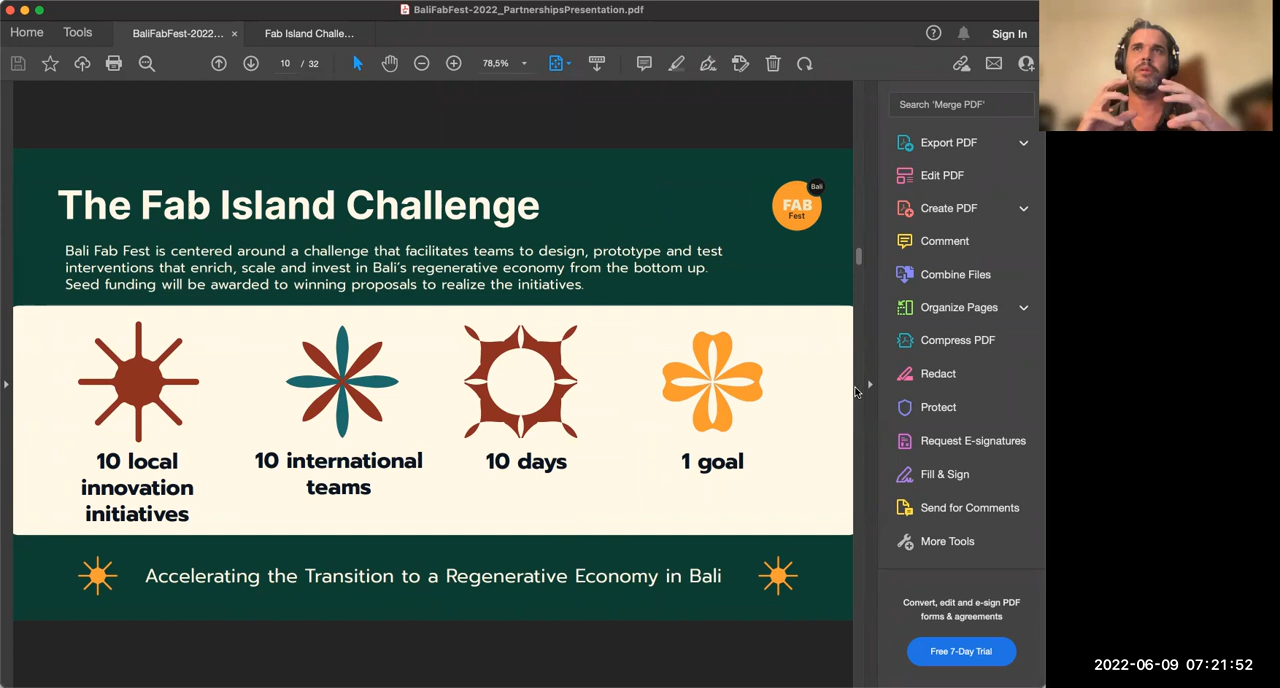 BaliFabFest-2022_PartnershipsPresentation.pdf
Home
Tools
BaliFabFest-2022...
×
Fab Island Challe...
Sign In
10 / 32
78,5%
Search 'Merge PDF'
Export PDF
Edit PDF
Create PDF
Comment
Combine Files
Organize Pages
Compress PDF
Redact
Protect
Request E-signatures
Fill & Sign
Send for Comments
More Tools
Convert, edit and e-sign PDF
forms & agreements
Free 7-Day Trial
The Fab Island Challenge
Bali
FAB
Fest
Bali Fab Fest is centered around a challenge that facilitates teams to design, prototype and test
interventions that enrich, scale and invest in Bali's regenerative economy from the bottom up.
Seed funding will be awarded to winning proposals to realize the initiatives.
10 local
innovation
initiatives
10 international
teams
10 days
1 goal
Accelerating the Transition to a Regenerative Economy in Bali
2022-06-09 07:21:52